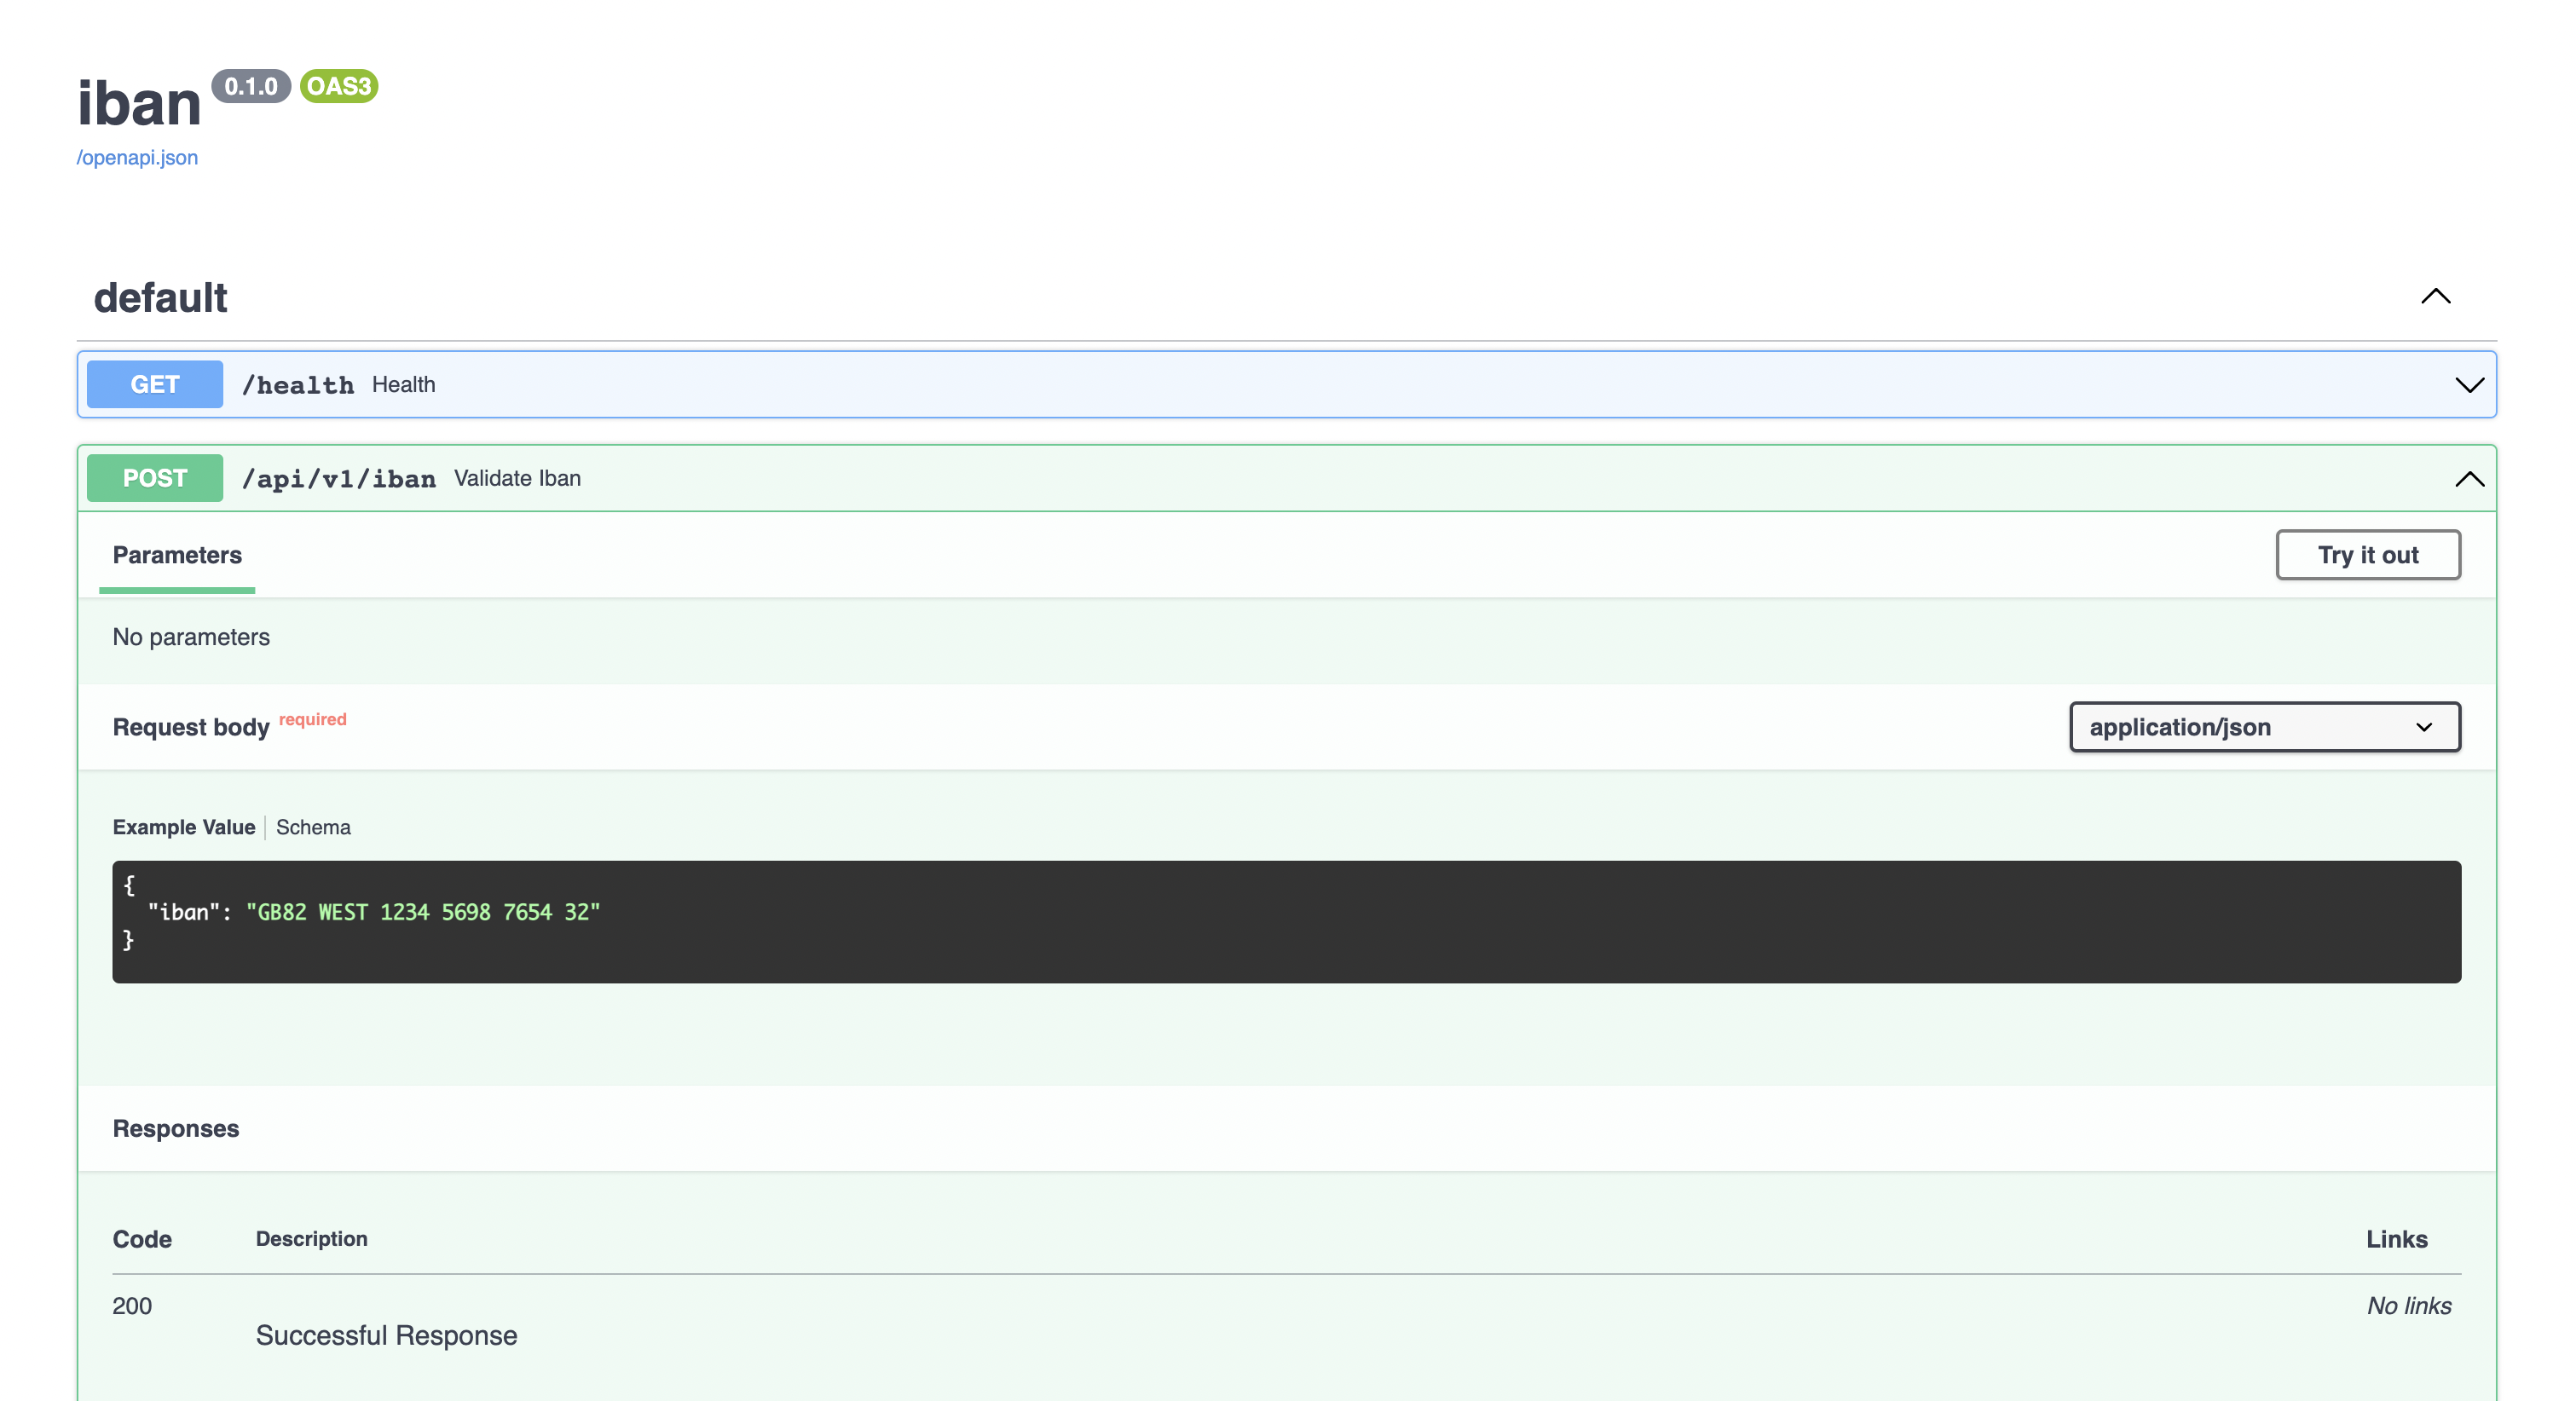 iban 0.1.0 OAS3
/openapi.json
default
GET /health Health
POST /api/v1/iban Validate Iban
Parameters Try it out
No parameters
Request body required application/json
Example Value Schema
{
"iban": "GB82 WEST 1234 5698 7654 32"
}
Responses
Code Description Links
200 No links
Successful Response